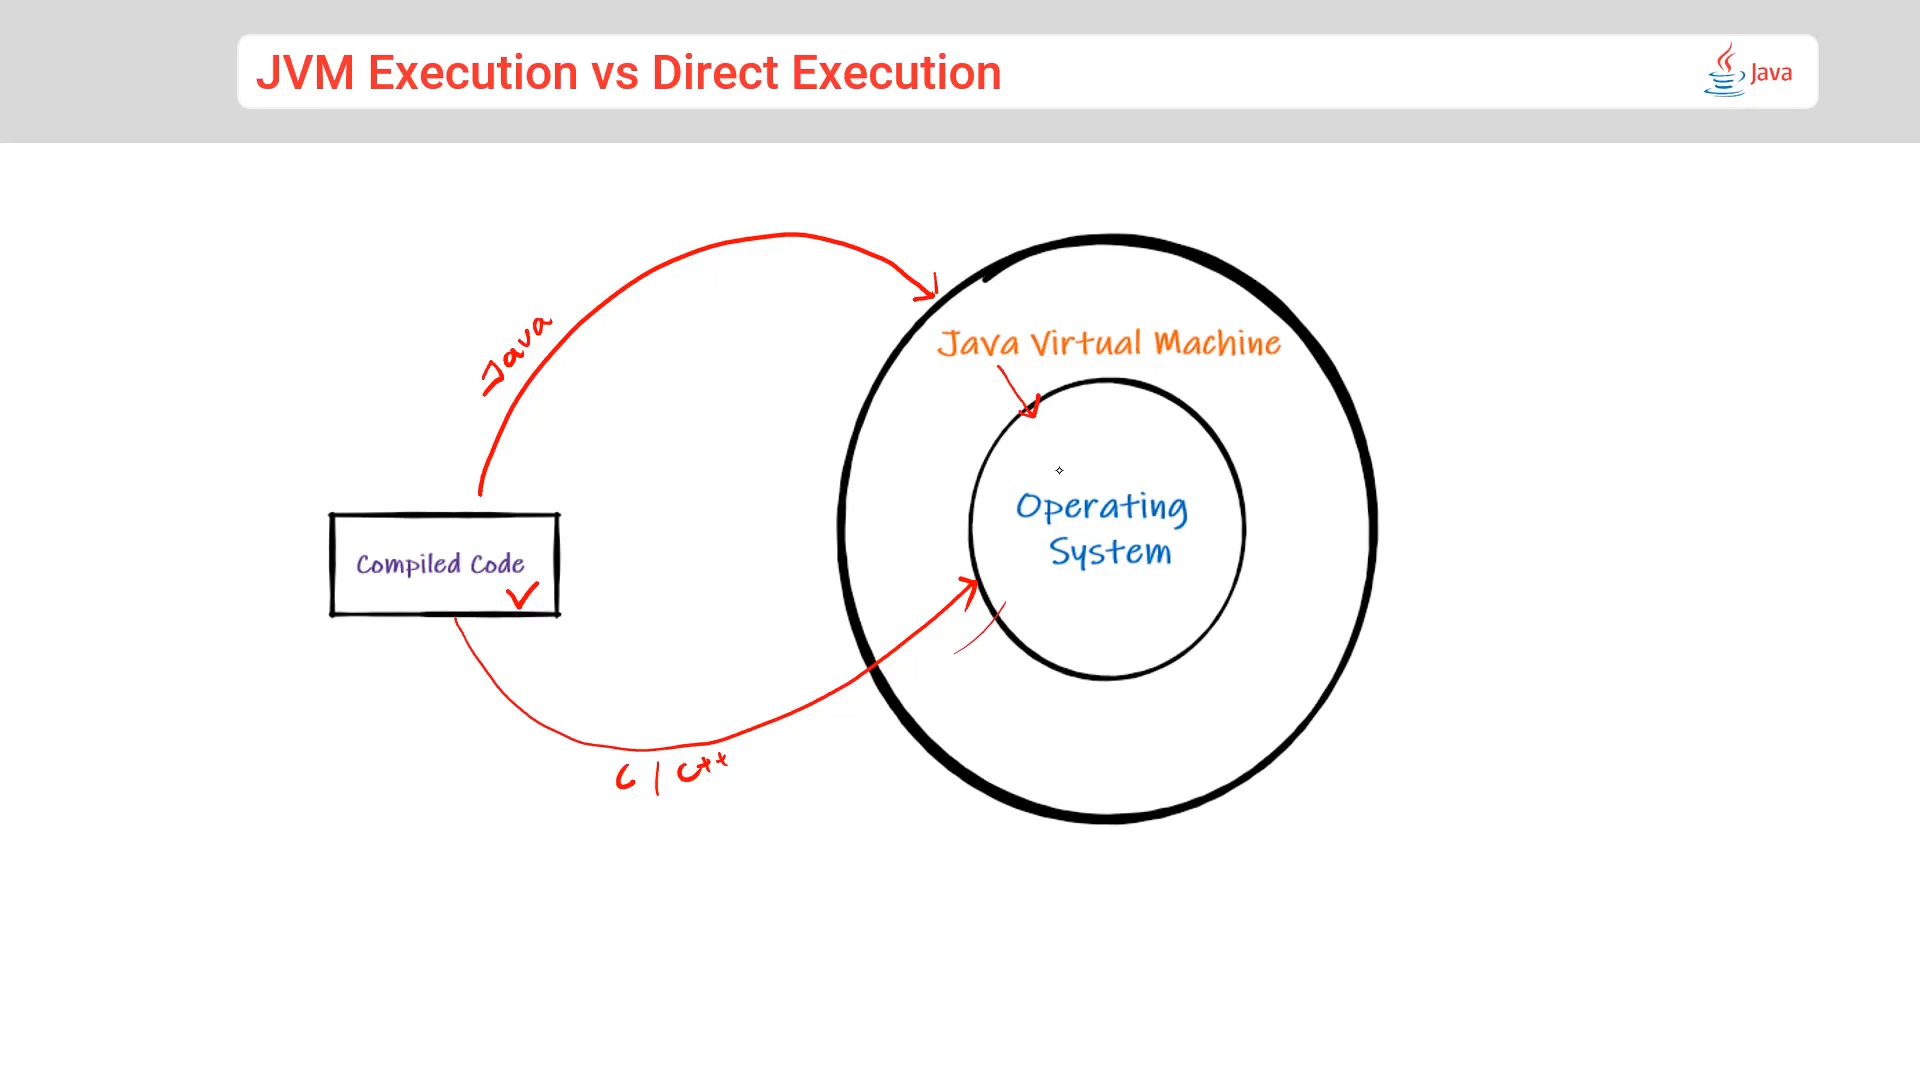 JVM Execution vs Direct Execution
Java
Java
Java Virtual Machine
Operating
System
Compiled Code
C | C++